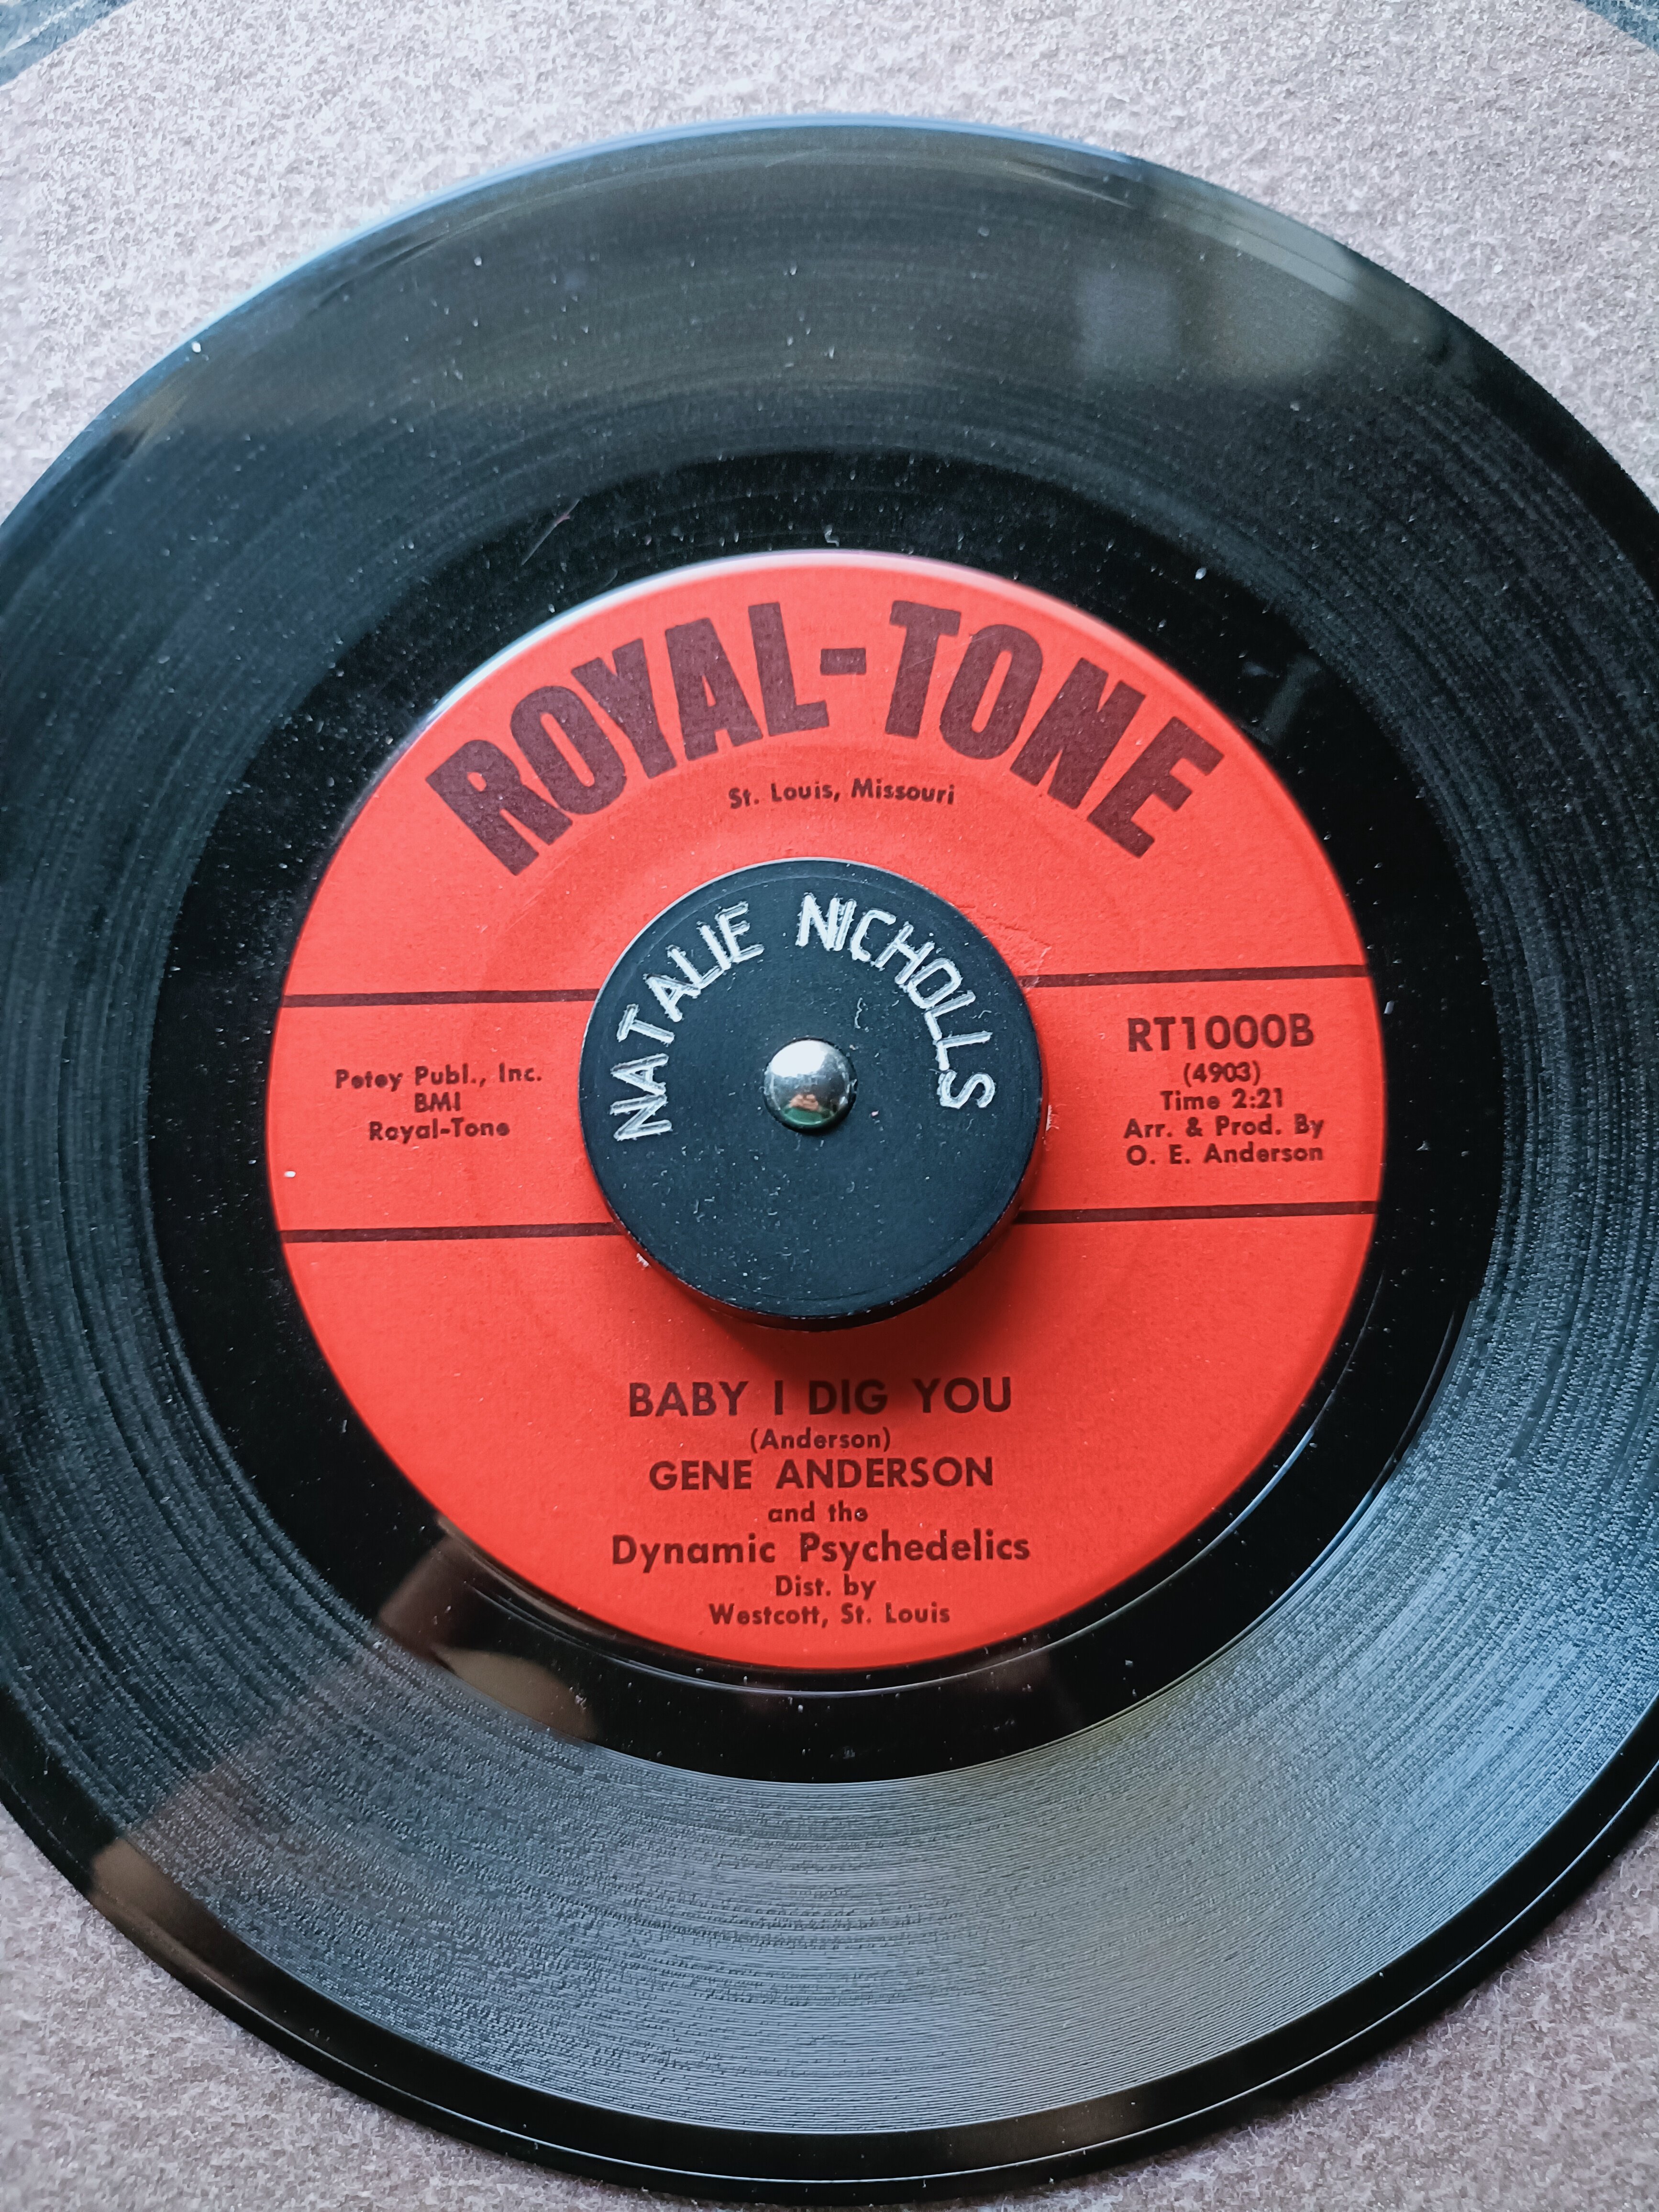 ROYAL-TONE
St. Louis, Missouri
NATALIE NICHOLLS
Petey Publ., Inc.
BMI
Royal-Tone
RT1000B
(4903)
Time 2:21
Arr. & Prod. By
O. E. Anderson
BABY I DIG YOU
(Anderson)
GENE ANDERSON
and the
Dynamic Psychedelics
Dist. by
Westcott, St. Louis